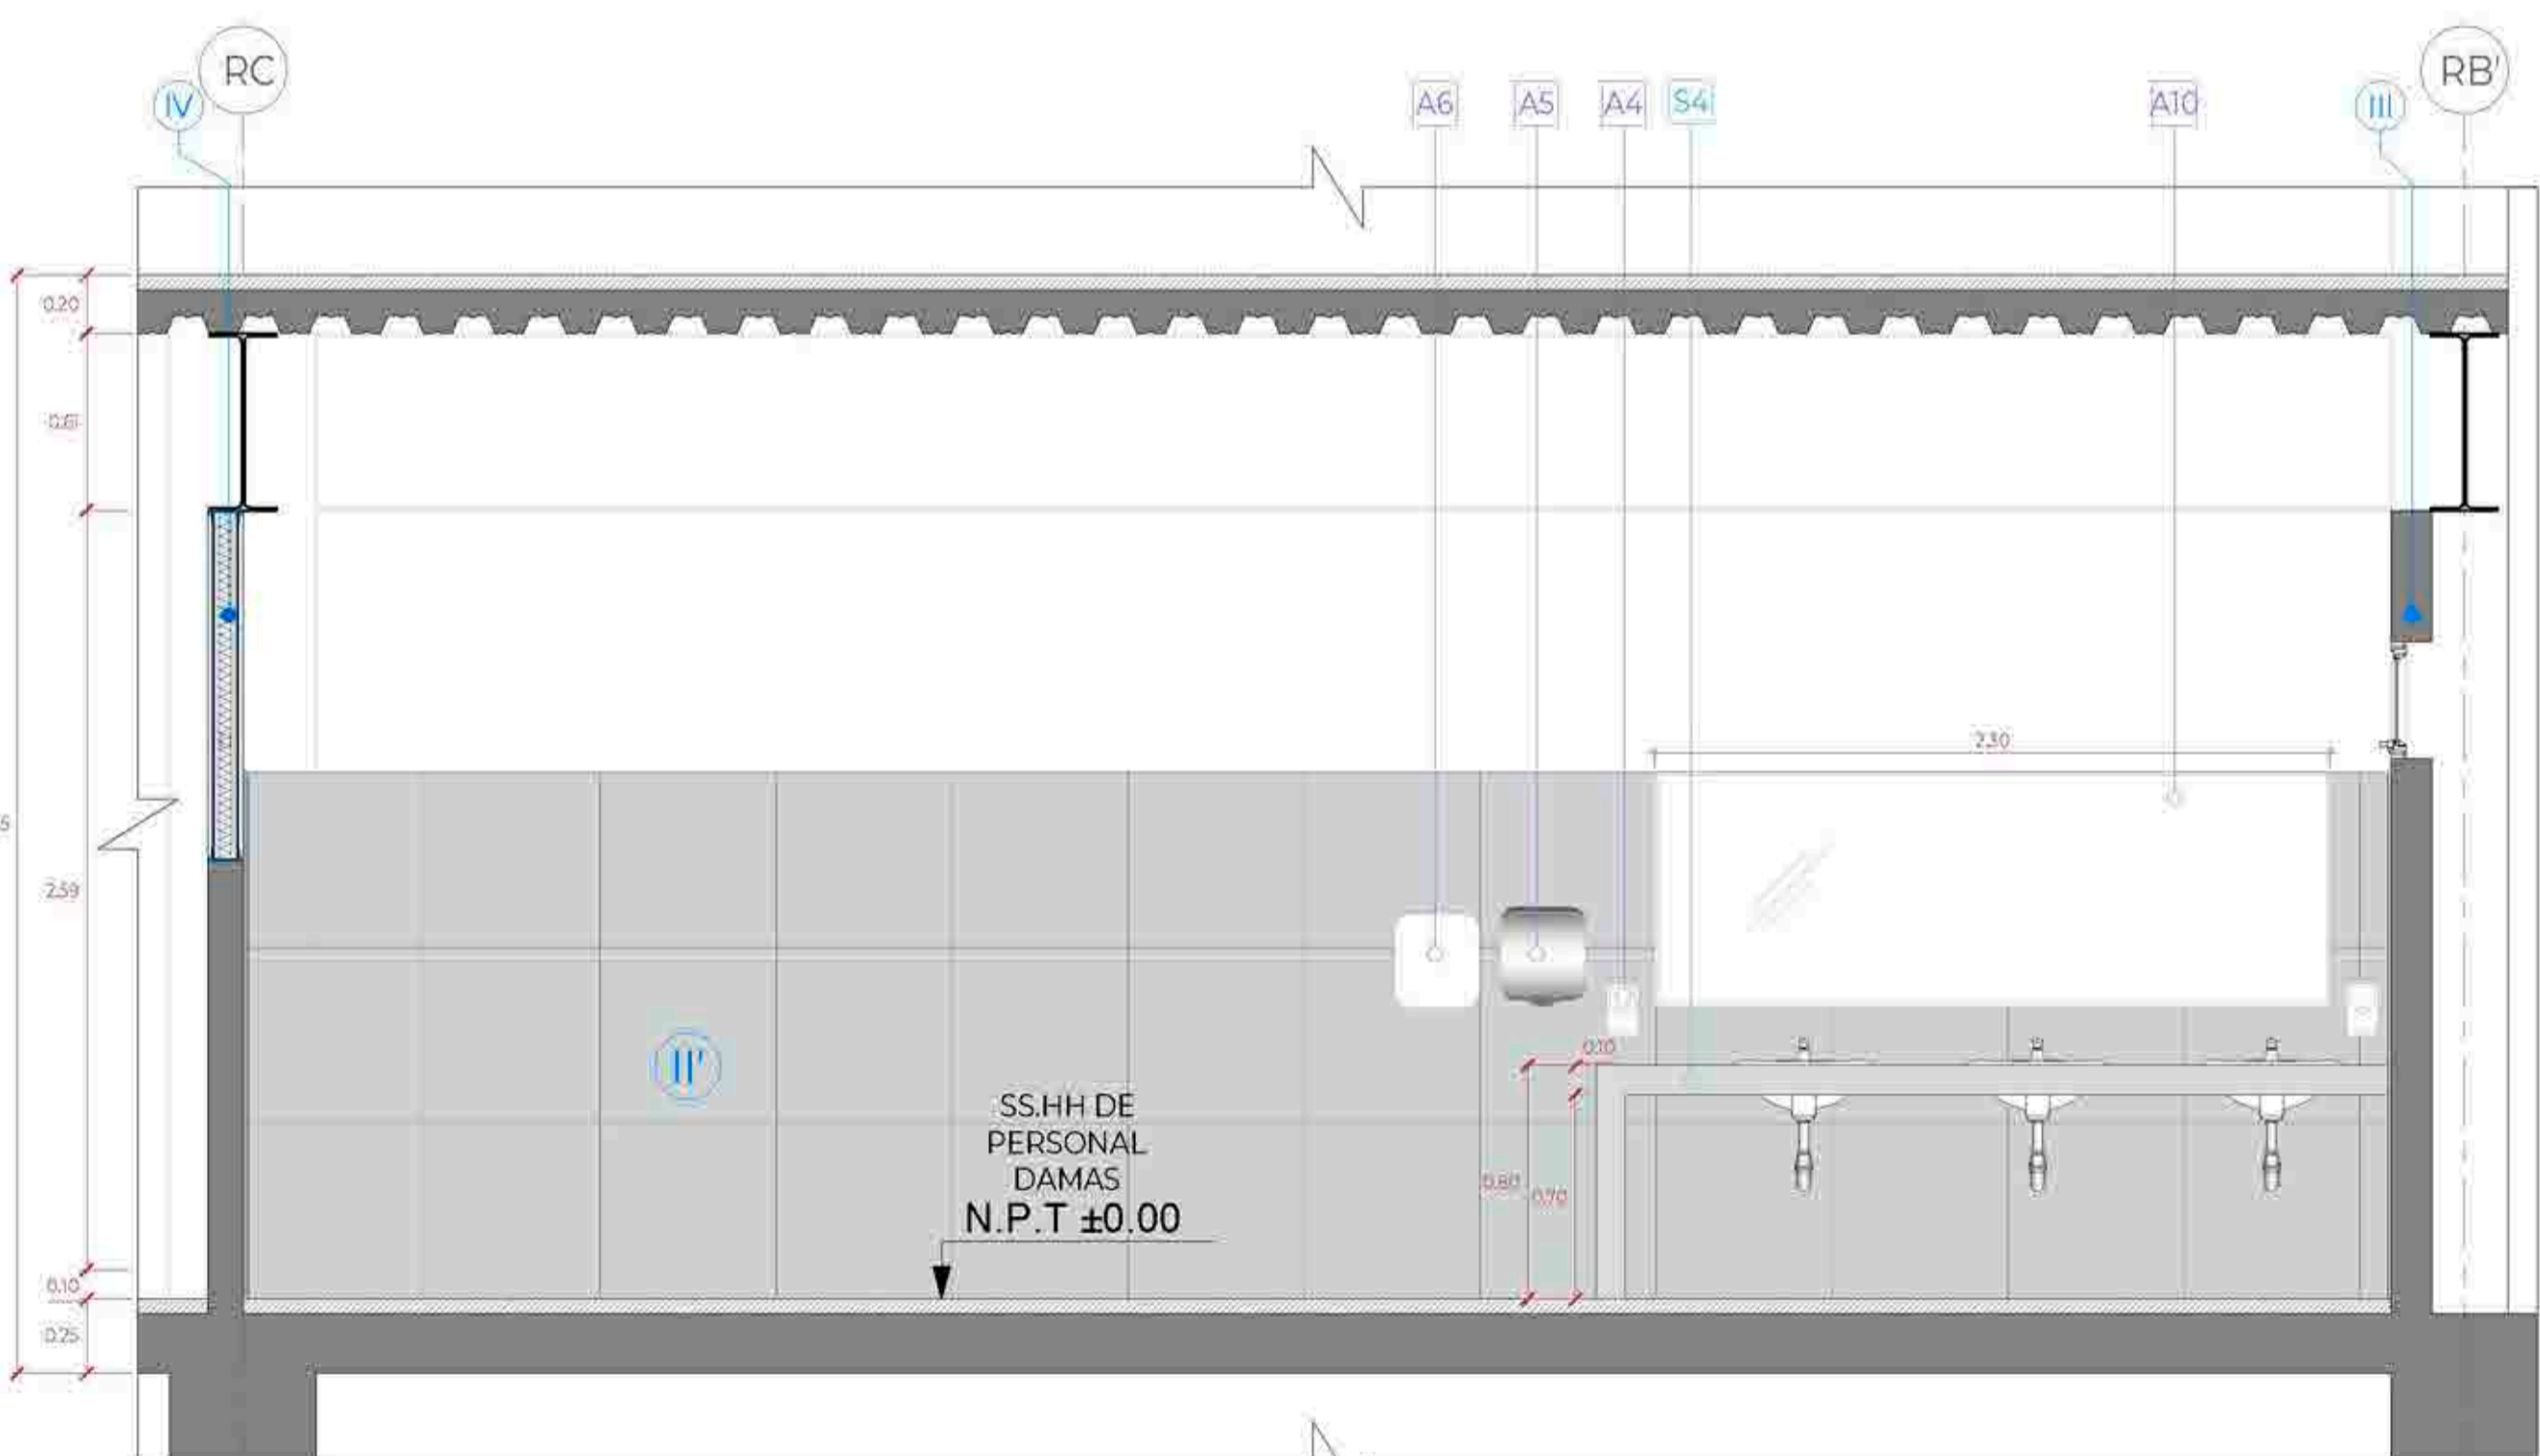 RC
IV
A6
A5
A4
S4
A10
III
RB'
0.20
0.61
2.30
5
2.59
II'
0.10
SS.HH DE
PERSONAL
DAMAS
N.P.T ±0.00
0.80
0.70
0.10
0.25